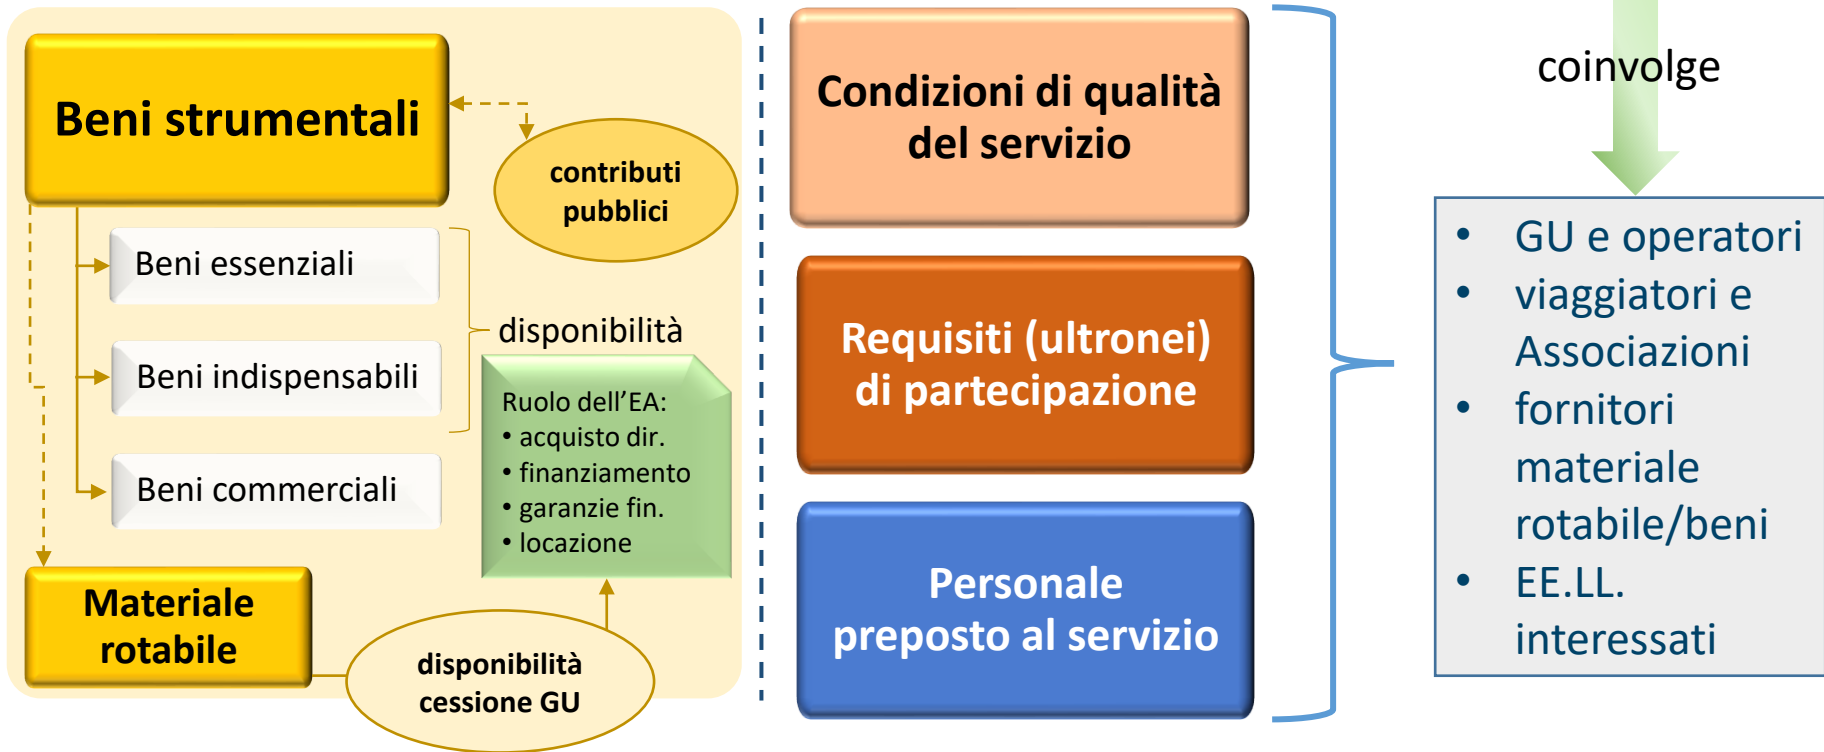 Beni strumentali
contributi
pubblici
Beni essenziali
Beni indispensabili
Beni commerciali
disponibilità
Ruolo dell’EA:
• acquisto dir.
• finanziamento
• garanzie fin.
• locazione
Materiale
rotabile
disponibilità
cessione GU
Condizioni di qualità
del servizio
Requisiti (ultronei)
di partecipazione
Personale
preposto al servizio
coinvolge
• GU e operatori
• viaggiatori e
Associazioni
• fornitori
materiale
rotabile/beni
• EE.LL.
interessati